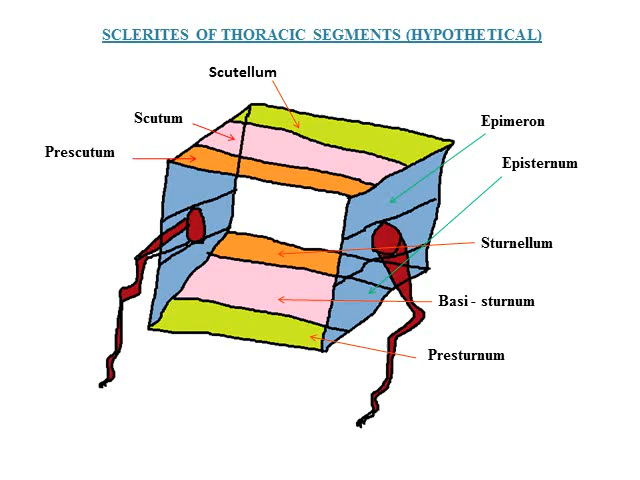 SCLERITES OF THORACIC SEGMENTS (HYPOTHETICAL)
Scutellum
Scutum
Epimeron
Prescutum
Episternum
Sturnellum
Basi - sturnum
Presturnum